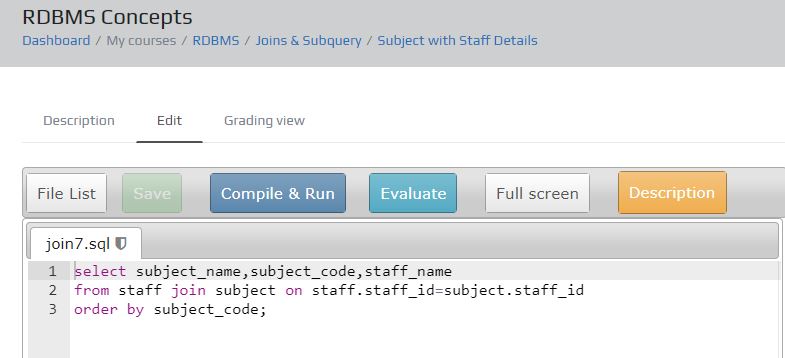 RDBMS Concepts
Dashboard / My courses / RDBMS / Joins & Subquery / Subject with Staff Details
Description Edit Grading view
File List Save Compile & Run Evaluate Full screen Description
join7.sql
1 select subject_name,subject_code,staff_name
2 from staff join subject on staff.staff_id=subject.staff_id
3 order by subject_code;